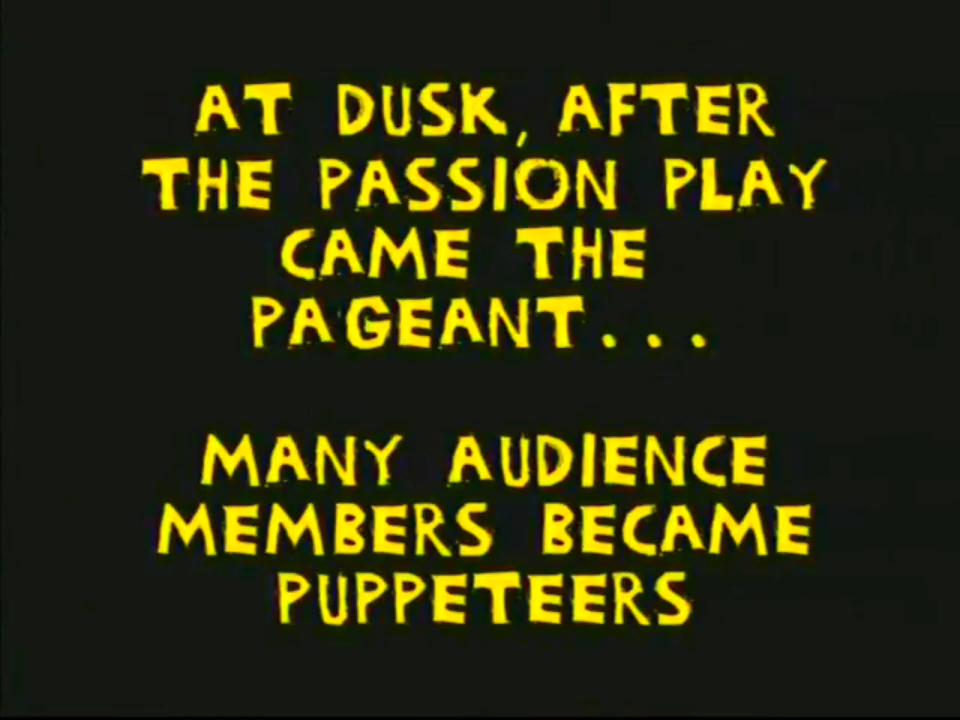 AT DUSK, AFTER
THE PASSION PLAY
CAME THE
PAGEANT...
MANY AUDIENCE
MEMBERS BECAME
PUPPETEERS